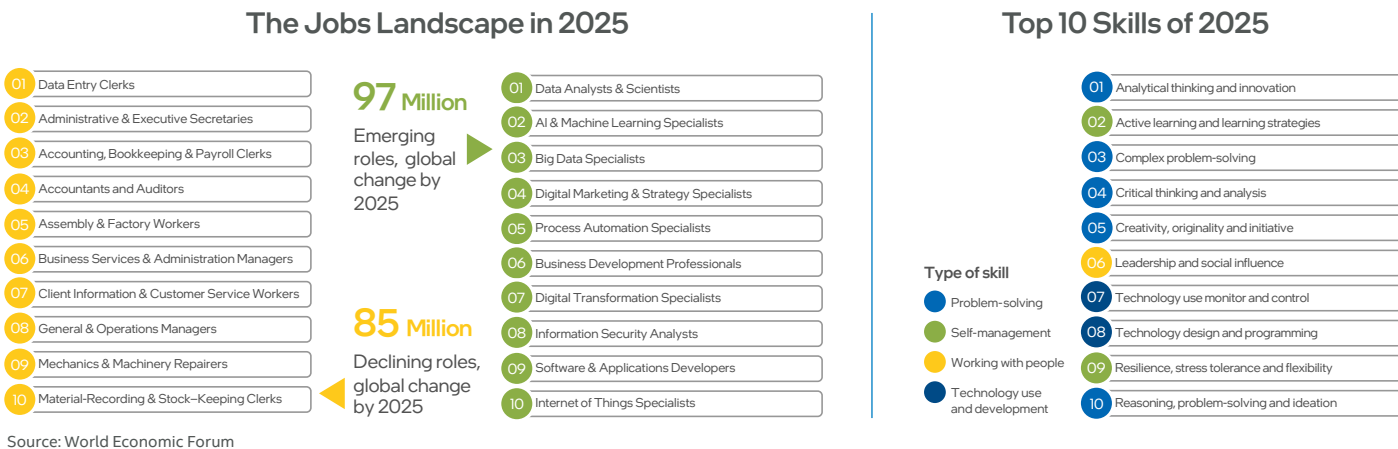 The Jobs Landscape in 2025
01 Data Entry Clerks
02 Administrative & Executive Secretaries
03 Accounting, Bookkeeping & Payroll Clerks
04 Accountants and Auditors
05 Assembly & Factory Workers
06 Business Services & Administration Managers
07 Client Information & Customer Service Workers
08 General & Operations Managers
09 Mechanics & Machinery Repairers
10 Material-Recording & Stock–Keeping Clerks
97 Million
Emerging
roles, global
change by
2025
85 Million
Declining roles,
global change
by 2025
01 Data Analysts & Scientists
02 AI & Machine Learning Specialists
03 Big Data Specialists
04 Digital Marketing & Strategy Specialists
05 Process Automation Specialists
06 Business Development Professionals
07 Digital Transformation Specialists
08 Information Security Analysts
09 Software & Applications Developers
10 Internet of Things Specialists
Top 10 Skills of 2025
Type of skill
Problem-solving
Self-management
Working with people
Technology use
and development
01 Analytical thinking and innovation
02 Active learning and learning strategies
03 Complex problem-solving
04 Critical thinking and analysis
05 Creativity, originality and initiative
06 Leadership and social influence
07 Technology use monitor and control
08 Technology design and programming
09 Resilience, stress tolerance and flexibility
10 Reasoning, problem-solving and ideation
Source: World Economic Forum